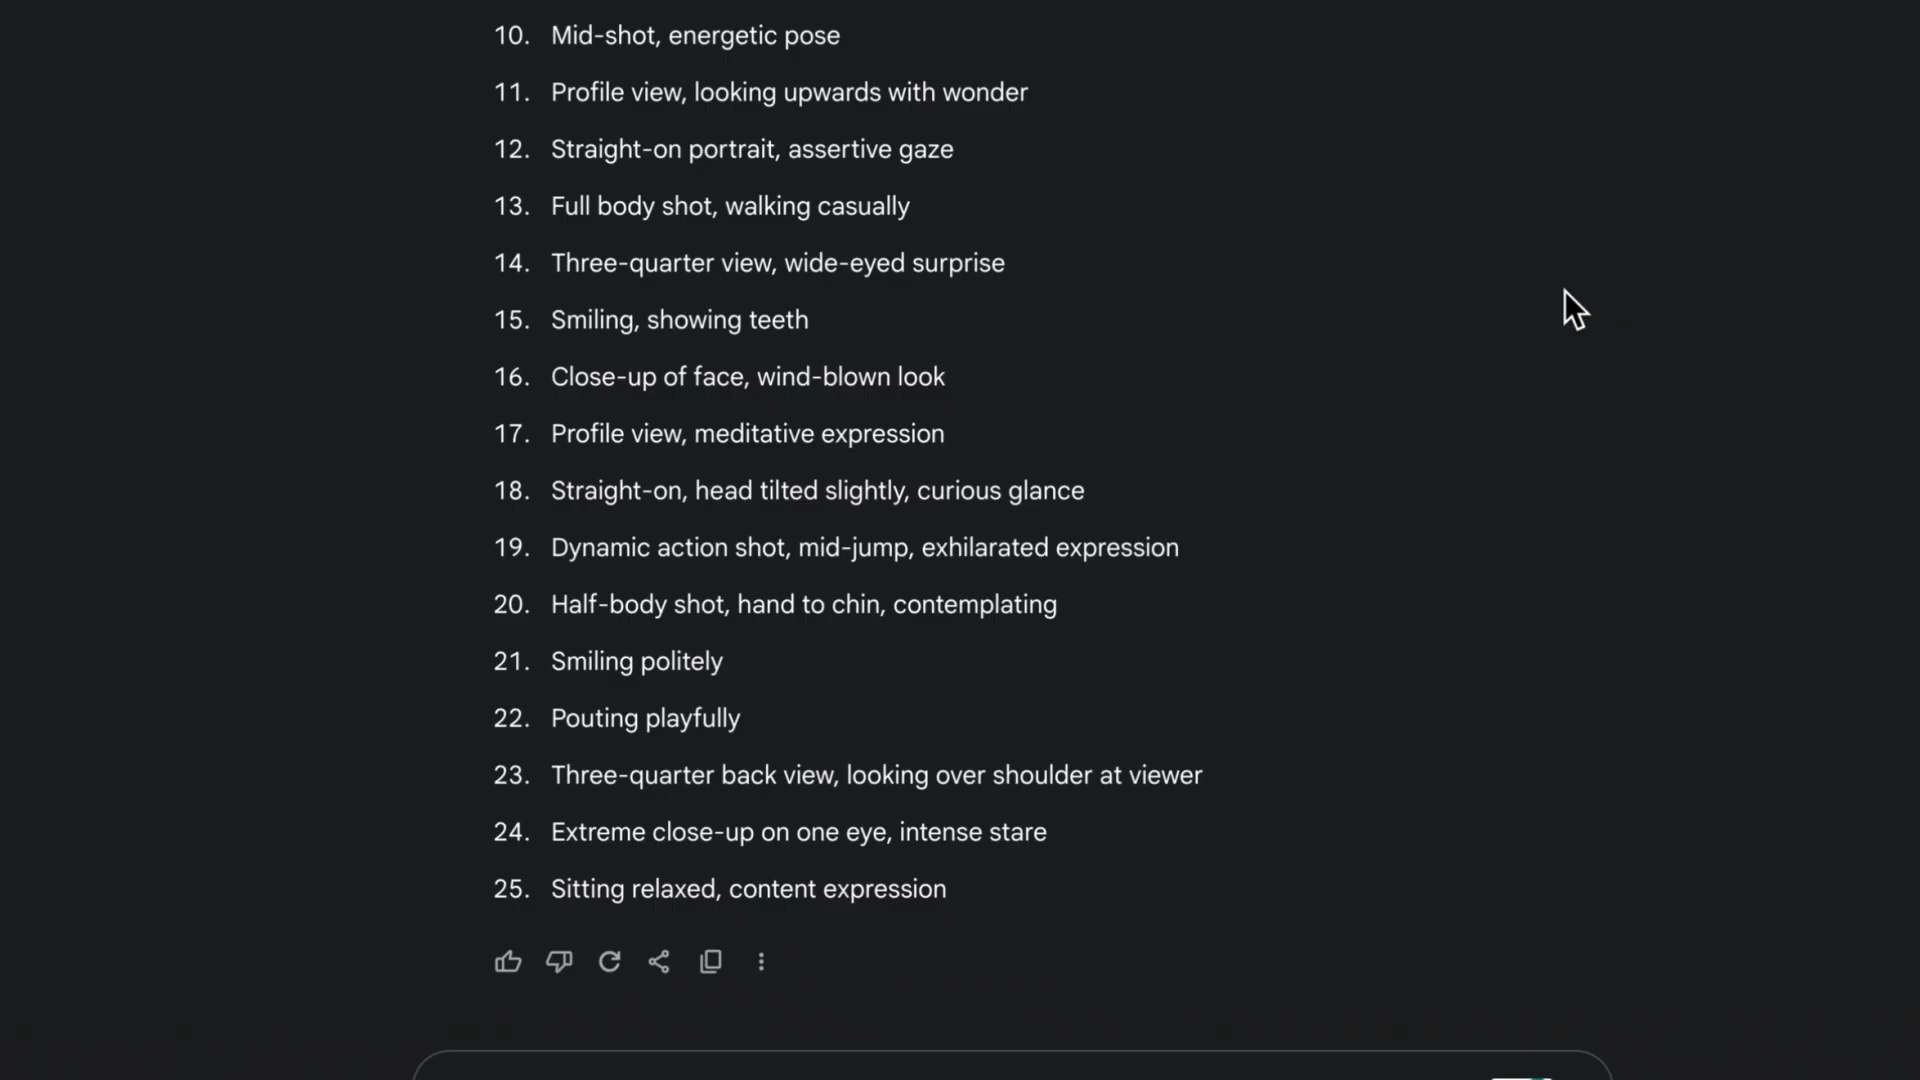 10. Mid-shot, energetic pose
11. Profile view, looking upwards with wonder
12. Straight-on portrait, assertive gaze
13. Full body shot, walking casually
14. Three-quarter view, wide-eyed surprise
15. Smiling, showing teeth
16. Close-up of face, wind-blown look
17. Profile view, meditative expression
18. Straight-on, head tilted slightly, curious glance
19. Dynamic action shot, mid-jump, exhilarated expression
20. Half-body shot, hand to chin, contemplating
21. Smiling politely
22. Pouting playfully
23. Three-quarter back view, looking over shoulder at viewer
24. Extreme close-up on one eye, intense stare
25. Sitting relaxed, content expression